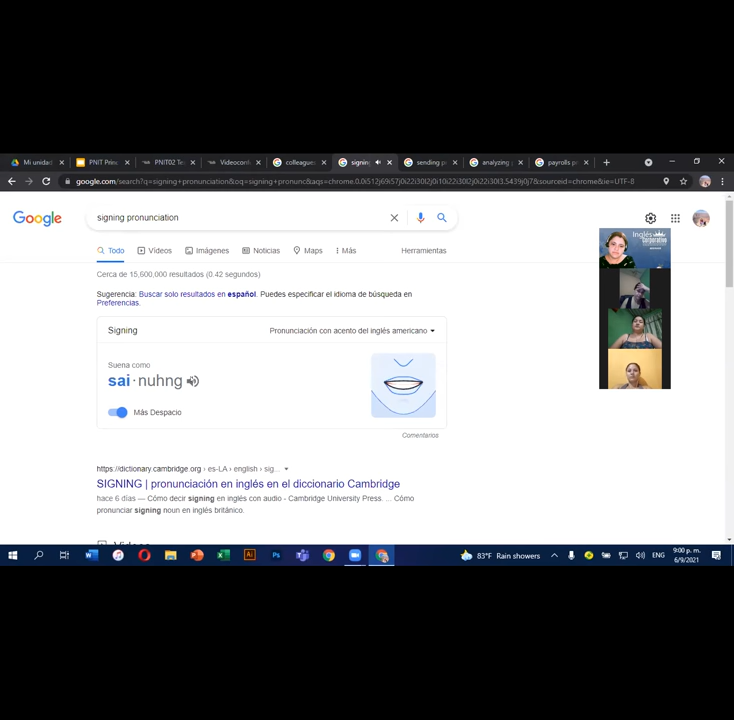 Mi unidad
PNIT Princ
PNIT02 Te
Videoconf
colleagues
signing
sending p
analyzing
payrolls p
google.com/search?q=signing+pronunciation&oq=signing+pronunc&aqs=chrome.0.0i512j69i57j0i22i30l2j0i10i22i30j0i22i30l2j0i10i22i30l3.5439j0j7&sourceid=chrome&ie=UTF-8
Google
signing pronunciation
Todo
Vídeos
Imágenes
Noticias
Maps
Más
Herramientas
Inglés
Corporativo
Cerca de 15,600,000 resultados (0.42 segundos)
Sugerencia: Buscar solo resultados en español. Puedes especificar el idioma de búsqueda en
Preferencias.
Signing
Pronunciación con acento del inglés americano
Suena como
sai·nuhng
Más Despacio
Comentarios
https://dictionary.cambridge.org › es-LA › english › sig...
SIGNING | pronunciación en inglés en el diccionario Cambridge
hace 6 días — Cómo decir signing en inglés con audio - Cambridge University Press. ... Cómo
pronunciar signing noun en inglés británico.
Videos
83°F Rain showers
ENG
9:00 p. m.
6/9/2021